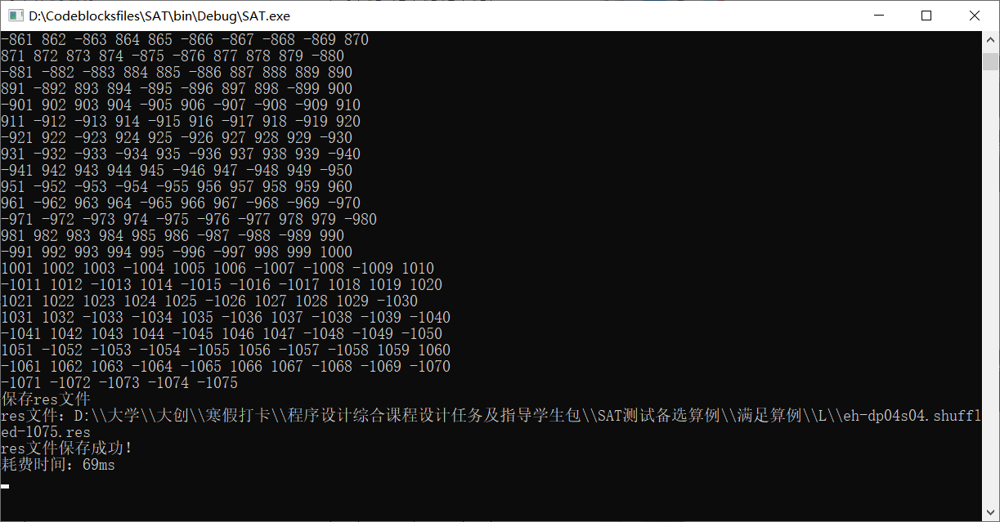 D:\Codeblocksfiles\SAT\bin\Debug\SAT.exe
-861 862 -863 864 865 -866 -867 -868 -869 870
871 872 873 874 -875 -876 877 878 879 -880
-881 -882 -883 884 885 -886 887 888 889 890
891 -892 893 894 -895 -896 897 898 -899 900
-901 902 903 904 -905 906 -907 -908 -909 910
911 -912 -913 914 -915 916 -917 918 -919 920
-921 922 -923 924 925 -926 927 928 929 -930
931 -932 -933 -934 935 -936 937 938 939 -940
-941 942 943 944 945 -946 947 -948 949 -950
951 -952 -953 -954 -955 956 957 958 959 960
961 -962 963 964 -965 966 967 -968 -969 -970
-971 -972 -973 974 -975 -976 -977 978 979 -980
981 982 983 984 985 986 -987 -988 -989 990
-991 992 993 994 995 -996 -997 998 999 1000
1001 1002 1003 -1004 1005 1006 -1007 -1008 -1009 1010
-1011 1012 -1013 1014 -1015 -1016 -1017 1018 1019 1020
1021 1022 1023 1024 1025 -1026 1027 1028 1029 -1030
1031 1032 -1033 -1034 1035 -1036 1037 -1038 -1039 -1040
-1041 1042 1043 1044 -1045 1046 1047 -1048 -1049 -1050
1051 -1052 -1053 -1054 -1055 1056 -1057 -1058 1059 1060
-1061 1062 1063 -1064 -1065 1066 1067 -1068 -1069 -1070
-1071 -1072 -1073 -1074 -1075
保存res文件
res文件：D:\\大学\\大创\\寒假打卡\\程序设计综合课程设计任务及指导学生包\\SAT测试备选算例\\满足算例\\L\\eh-dp04s04.shuffl
ed-1075.res
res文件保存成功！
耗费时间：69ms